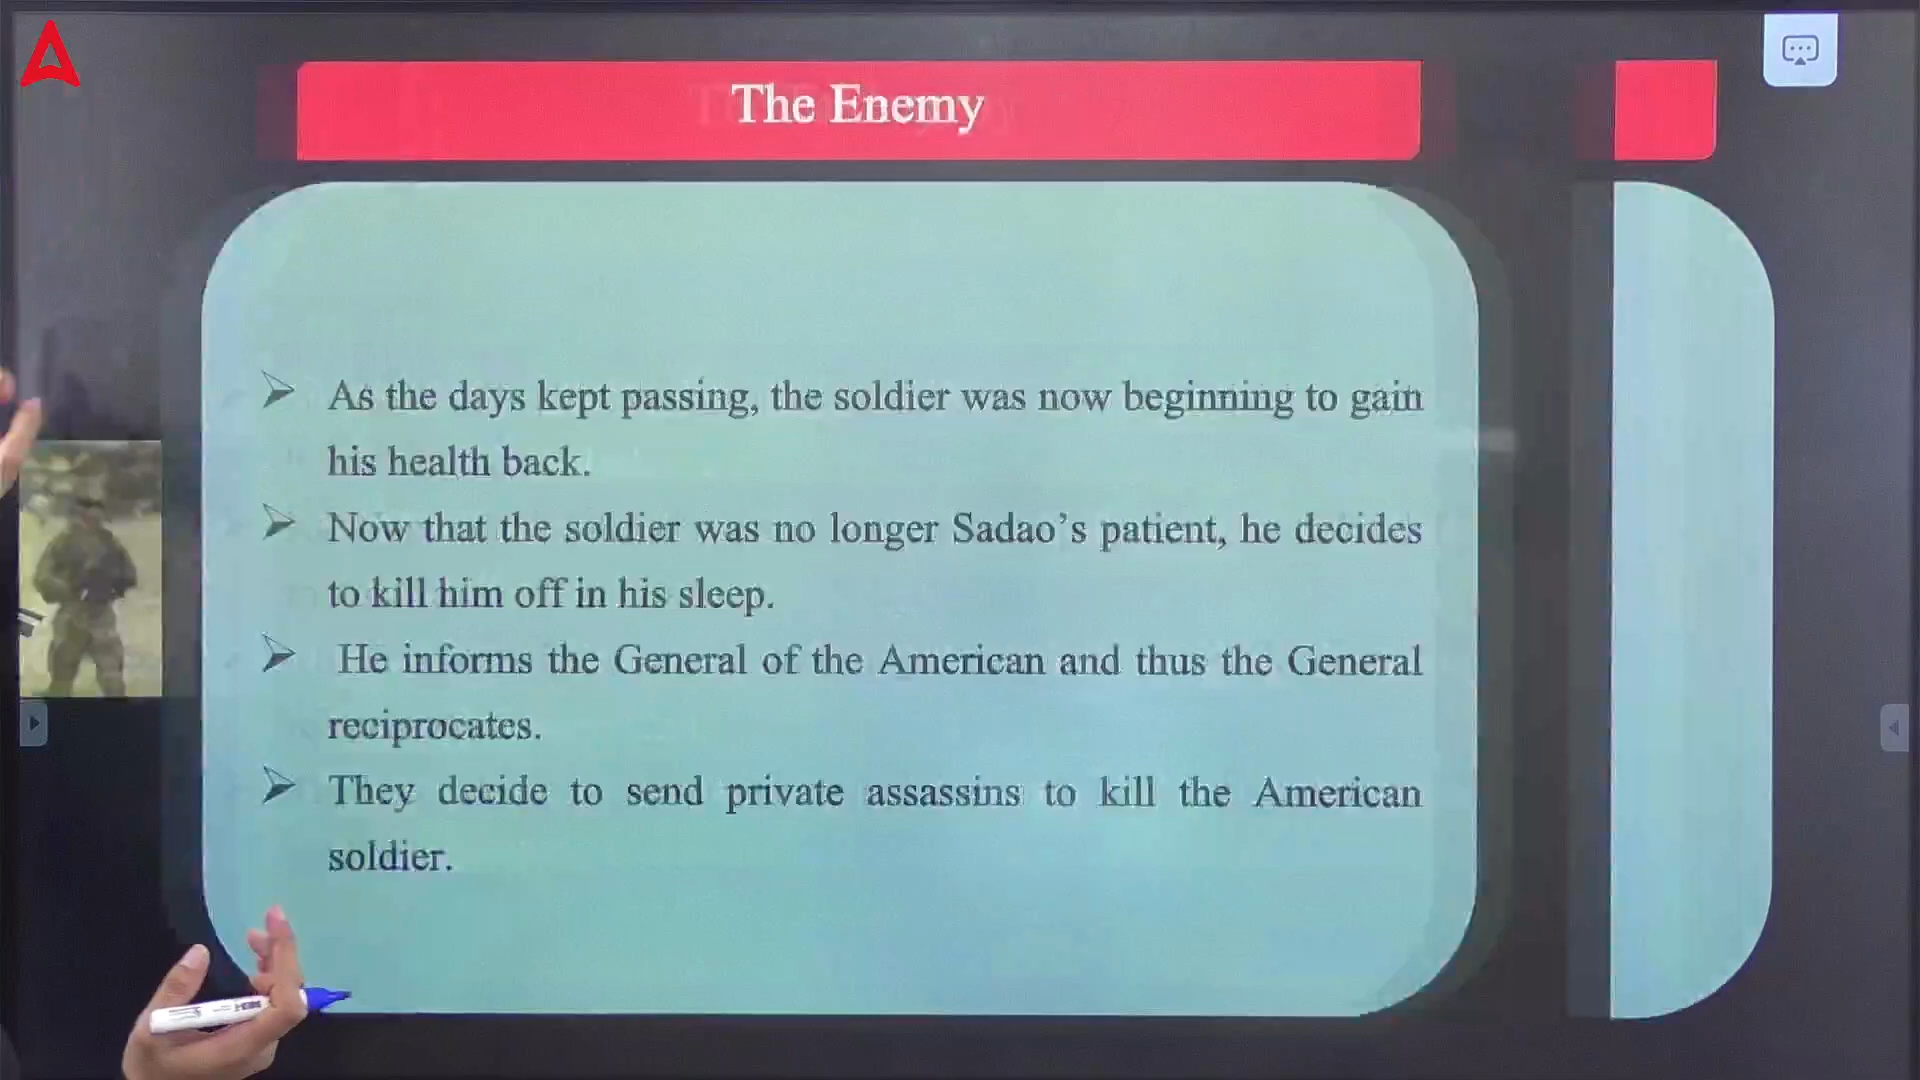 The Enemy
As the days kept passing, the soldier was now beginning to gain
his health back.
Now that the soldier was no longer Sadao’s patient, he decides
to kill him off in his sleep.
He informs the General of the American and thus the General
reciprocates.
They decide to send private assassins to kill the American
soldier.